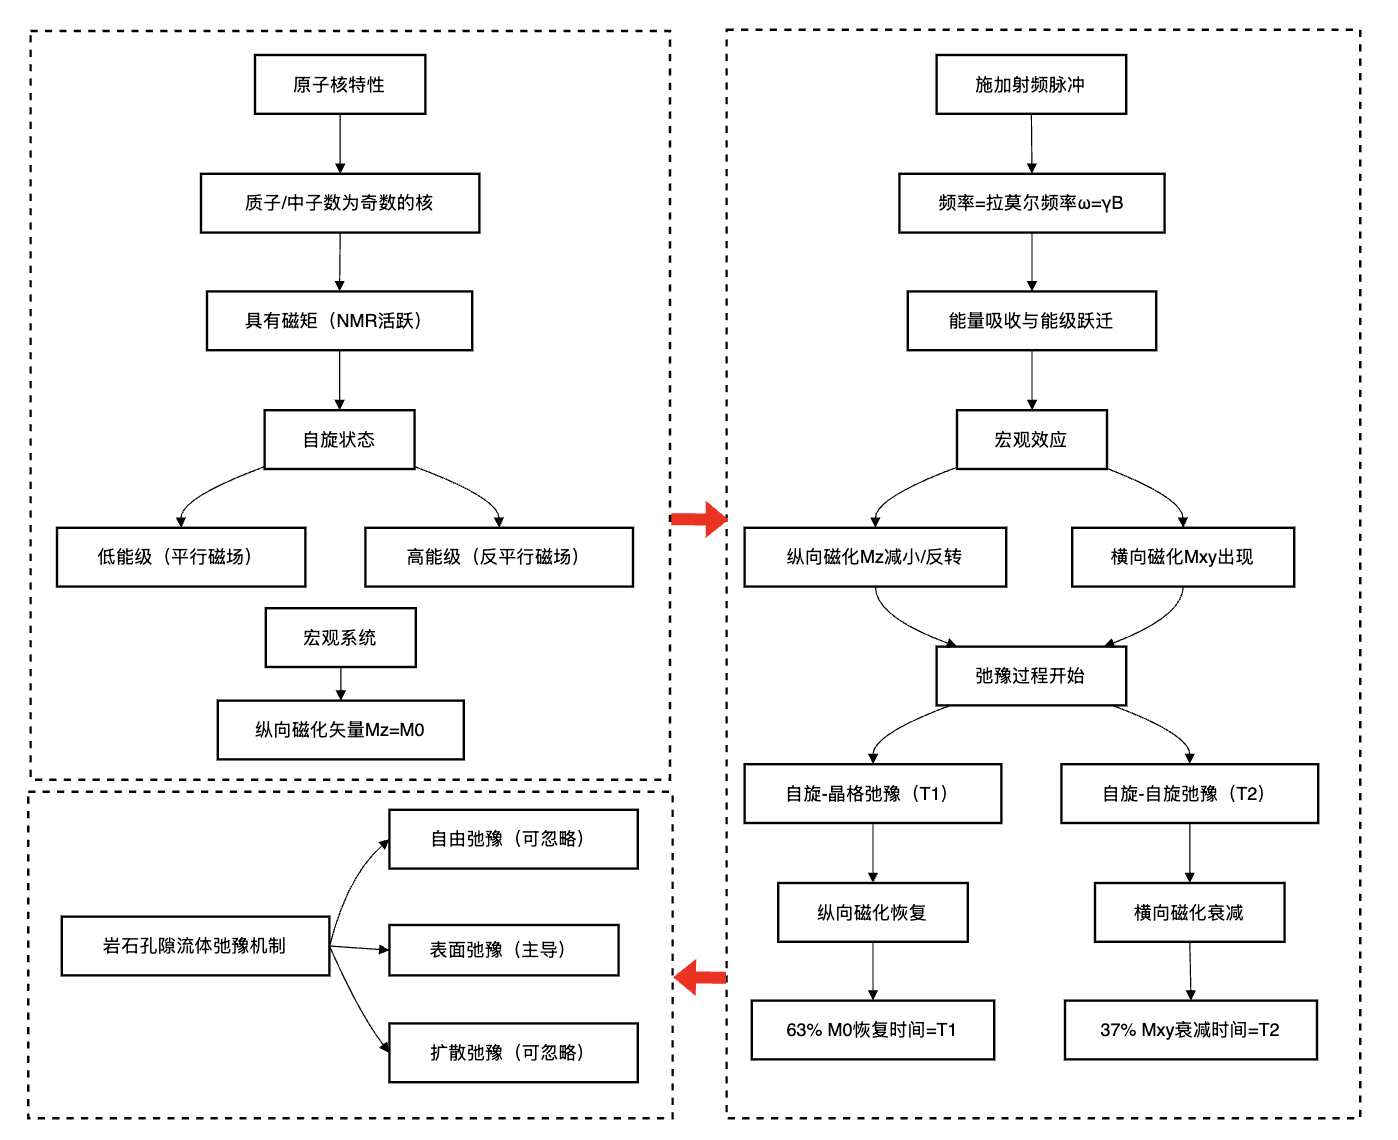 原子核特性
质子/中子数为奇数的核
具有磁矩（NMR活跃）
自旋状态
低能级（平行磁场）
高能级（反平行磁场）
宏观系统
纵向磁化矢量Mz=M0
施加射频脉冲
频率=拉莫尔频率ω=γB
能量吸收与能级跃迁
宏观效应
纵向磁化Mz减小/反转
横向磁化Mxy出现
弛豫过程开始
自旋-晶格弛豫（T1）
自旋-自旋弛豫（T2）
纵向磁化恢复
横向磁化衰减
63% M0恢复时间=T1
37% Mxy衰减时间=T2
岩石孔隙流体弛豫机制
自由弛豫（可忽略）
表面弛豫（主导）
扩散弛豫（可忽略）